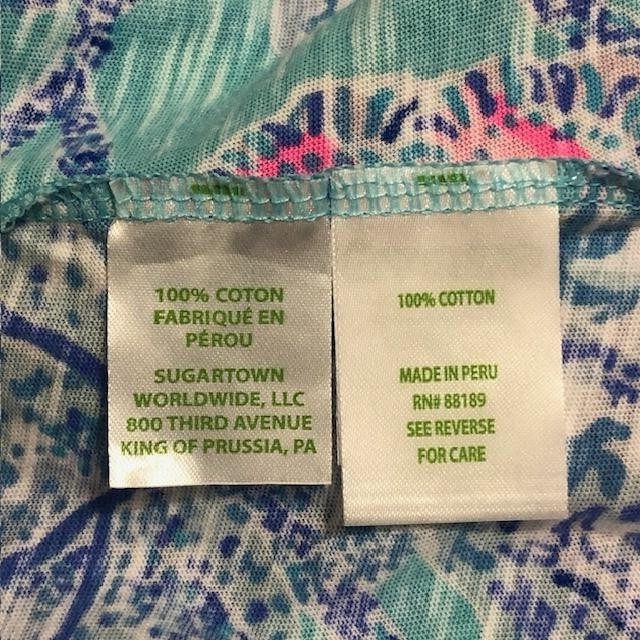 100% COTON
FABRIQUÉ EN
PÉROU
SUGARTOWN
WORLDWIDE, LLC
800 THIRD AVENUE
KING OF PRUSSIA, PA
100% COTTON
MADE IN PERU
RN# 88189
SEE REVERSE
FOR CARE